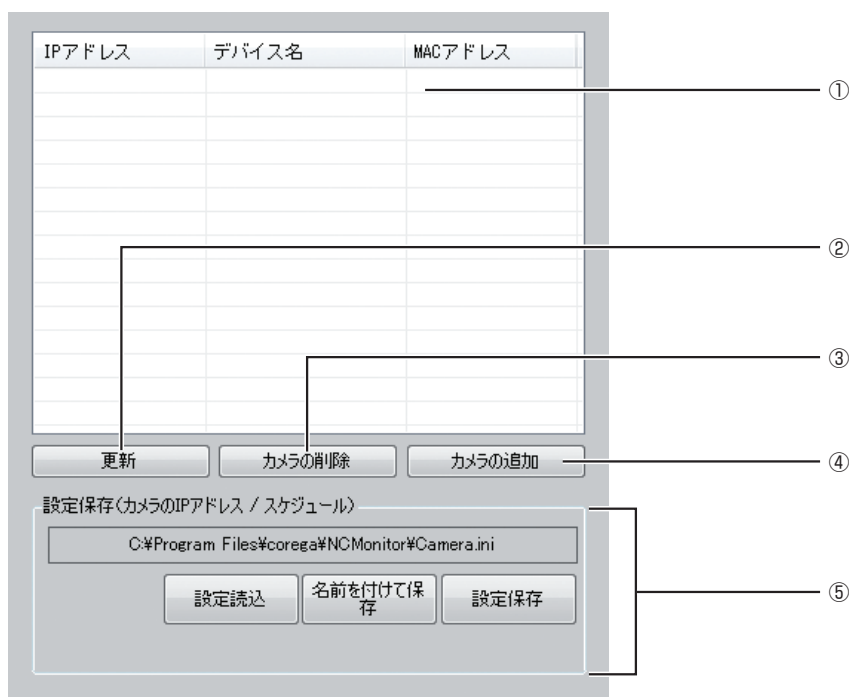 IPアドレス デバイス名 MACアドレス
①
②
③
更新 カメラの削除 カメラの追加
④
設定保存(カメラのIPアドレス / スケジュール)
C:¥Program Files¥corega¥NCMonitor¥Camera.ini
設定読込 名前を付けて保存 設定保存
⑤